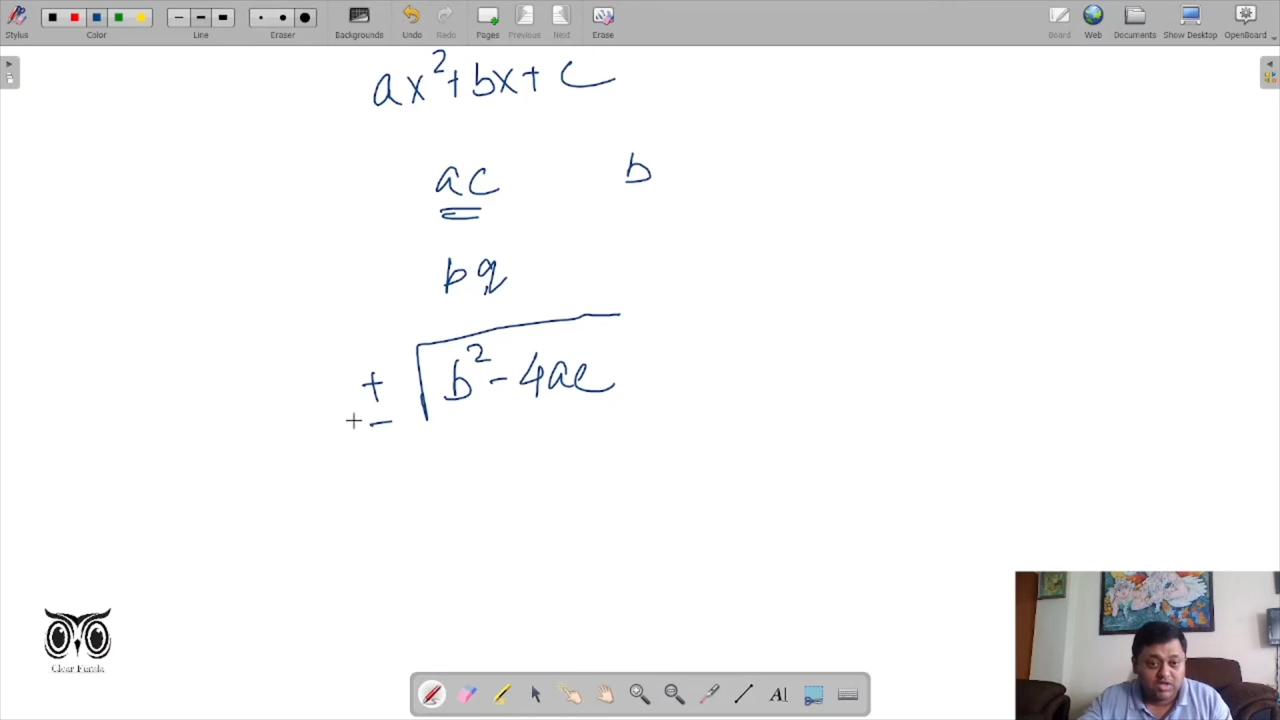 Stylus Color Line Eraser Backgrounds Undo Redo Pages Previous Next Erase Board Web Documents Show Desktop OpenBoard
ax²+bx+c
ac b
pq
+
− √b²-4ac
Clear Funda
AI